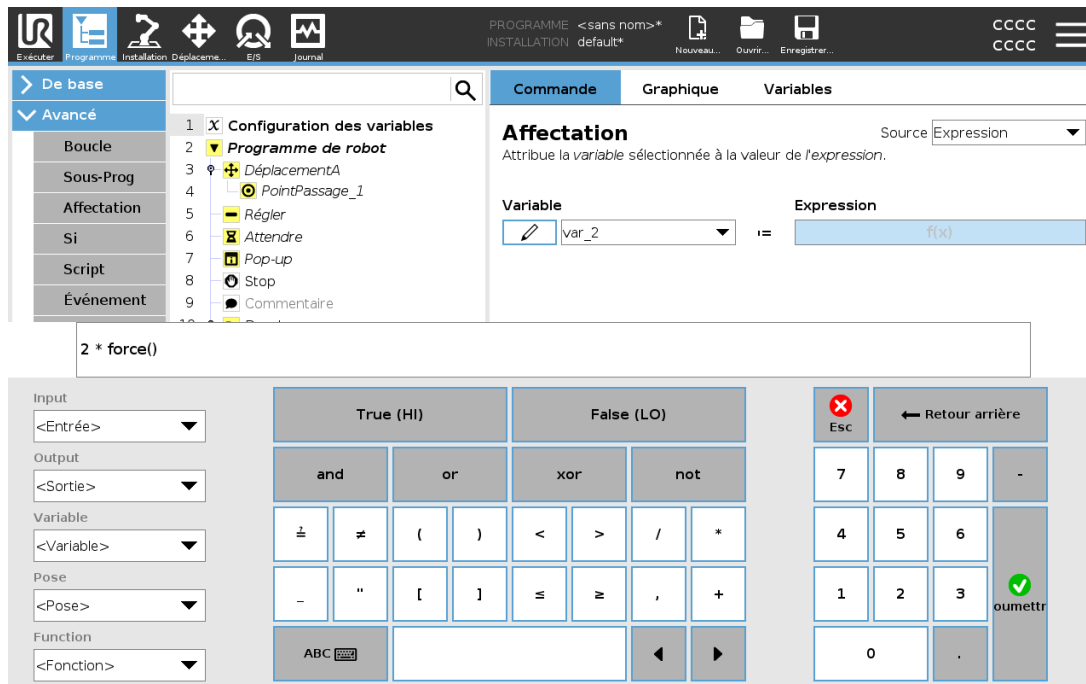 PROGRAMME <sans nom>*
INSTALLATION default*
Exécuter Programme Installation Déplaceme... E/S Journal
Nouveau... Ouvrir... Enregistrer...
CCCC
CCCC
De base
Avancé
Boucle
Sous-Prog
Affectation
Si
Script
Événement
1 X Configuration des variables
2 Programme de robot
3 DéplacementA
4 PointPassage_1
5 Régler
6 Attendre
7 Pop-up
8 Stop
9 Commentaire
Commande Graphique Variables
Affectation
Source Expression
Attribue la variable sélectionnée à la valeur de l'expression.
Variable Expression
var_2 := f(x)
2 * force()
Input
<Entrée>
Output
<Sortie>
Variable
<Variable>
Pose
<Pose>
Function
<Fonction>
True (HI) False (LO)
and or xor not
≟ ≠ ( ) < > / *
_ " [ ] ≤ ≥ , +
ABC
Esc Retour arrière
7 8 9 -
4 5 6
1 2 3
oumettr
0 .